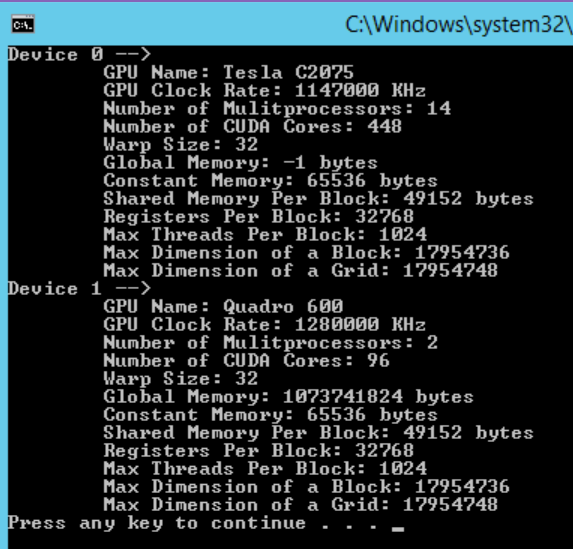 C:\Windows\system32\
Device 0 -->
GPU Name: Tesla C2075
GPU Clock Rate: 1147000 KHz
Number of Mulitprocessors: 14
Number of CUDA Cores: 448
Warp Size: 32
Global Memory: -1 bytes
Constant Memory: 65536 bytes
Shared Memory Per Block: 49152 bytes
Registers Per Block: 32768
Max Threads Per Block: 1024
Max Dimension of a Block: 17954736
Max Dimension of a Grid: 17954748
Device 1 -->
GPU Name: Quadro 600
GPU Clock Rate: 1280000 KHz
Number of Mulitprocessors: 2
Number of CUDA Cores: 96
Warp Size: 32
Global Memory: 1073741824 bytes
Constant Memory: 65536 bytes
Shared Memory Per Block: 49152 bytes
Registers Per Block: 32768
Max Threads Per Block: 1024
Max Dimension of a Block: 17954736
Max Dimension of a Grid: 17954748
Press any key to continue . . . _